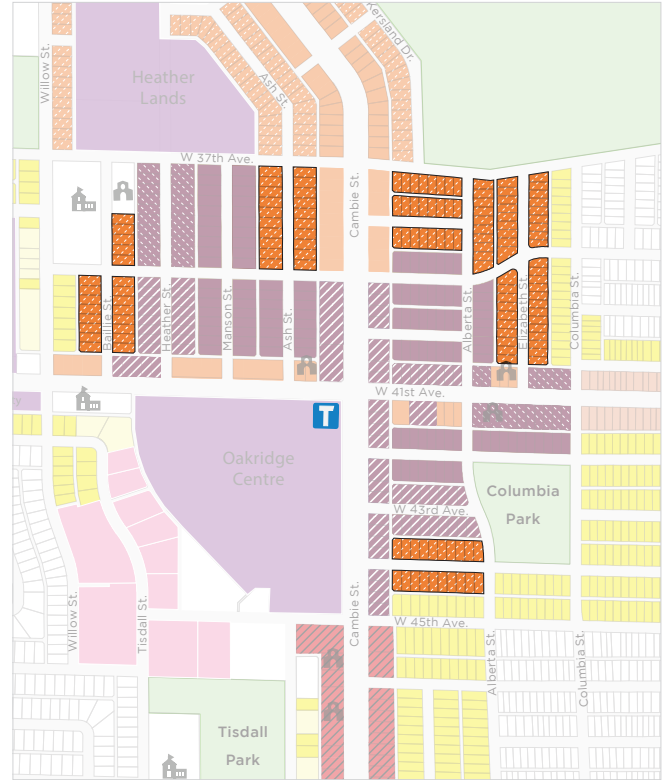 Kersland Dr.
Willow St.
Heather
Lands
Ash St.
W 37th Ave.
Cambie St.
Baillie St.
Heather St.
Manson St.
Ash St.
Alberta St.
Elizabeth St.
Columbia St.
W 41st Ave.
T
Oakridge
Centre
Columbia
Park
W 43rd Ave.
Willow St.
Tisdall St.
Cambie St.
W 45th Ave.
Alberta St.
Columbia St.
Tisdall
Park